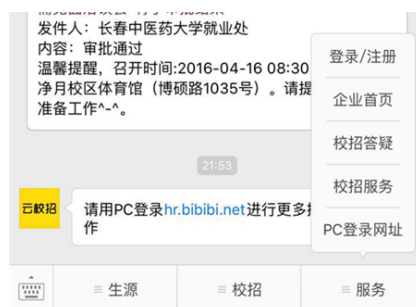 发件人：长春中医药大学就业处
内容：审批通过
温馨提醒，召开时间:2016-04-16 08:30
净月校区体育馆（博硕路1035号）。请提
准备工作^-^。
登录/注册
企业首页
校招答疑
校招服务
PC登录网址
21:53
云校招
请用PC登录hr.bibibi.net进行更多
作
≡ 生源
≡ 校招
≡ 服务